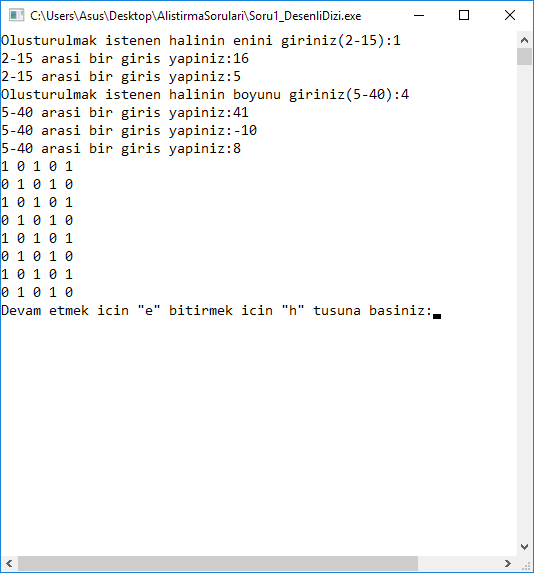 C:\Users\Asus\Desktop\AlistirmaSorulari\Soru1_DesenliDizi.exe
Olusturulmak istenen halinin enini giriniz(2-15):1
2-15 arasi bir giris yapiniz:16
2-15 arasi bir giris yapiniz:5
Olusturulmak istenen halinin boyunu giriniz(5-40):4
5-40 arasi bir giris yapiniz:41
5-40 arasi bir giris yapiniz:-10
5-40 arasi bir giris yapiniz:8
1 0 1 0 1
0 1 0 1 0
1 0 1 0 1
0 1 0 1 0
1 0 1 0 1
0 1 0 1 0
1 0 1 0 1
0 1 0 1 0
Devam etmek icin "e" bitirmek icin "h" tusuna basiniz: